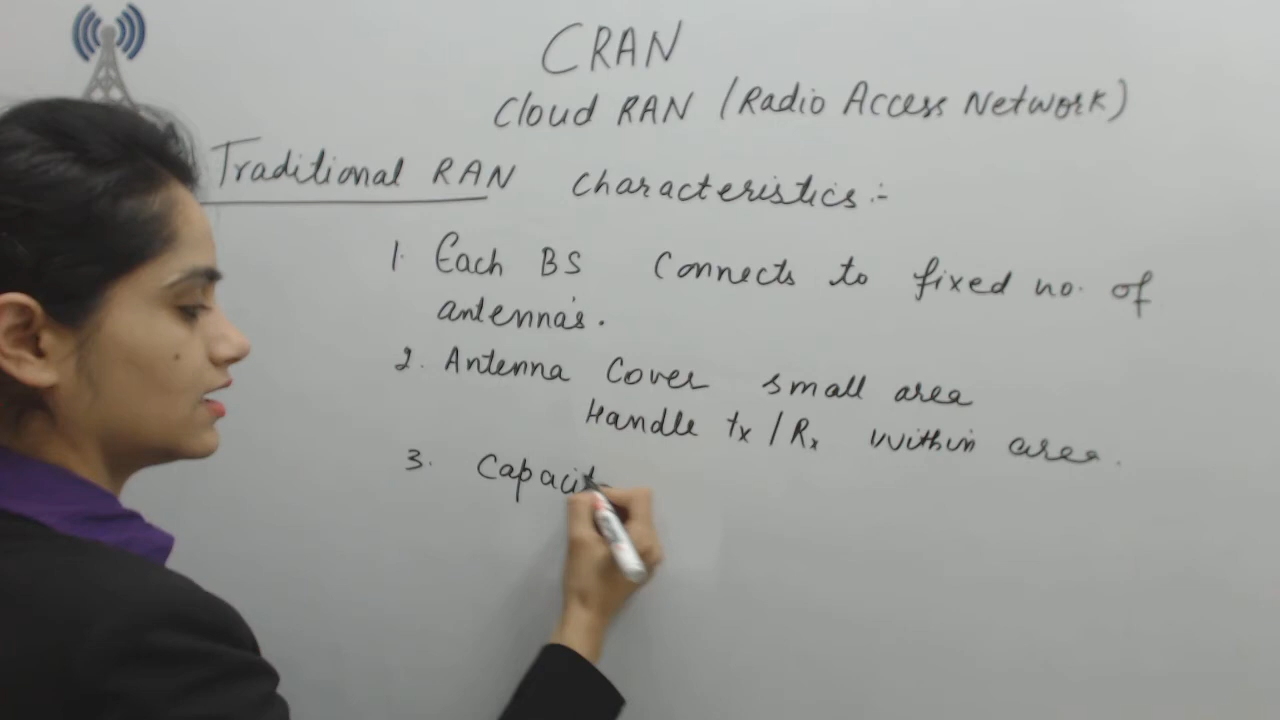 CRAN
Cloud RAN (Radio Access Network)
Traditional RAN Characteristics :-
1. Each BS Connects to fixed no. of
antenna's.
2. Antenna Cover small area
Handle tx / Rx within area.
3. Capacit